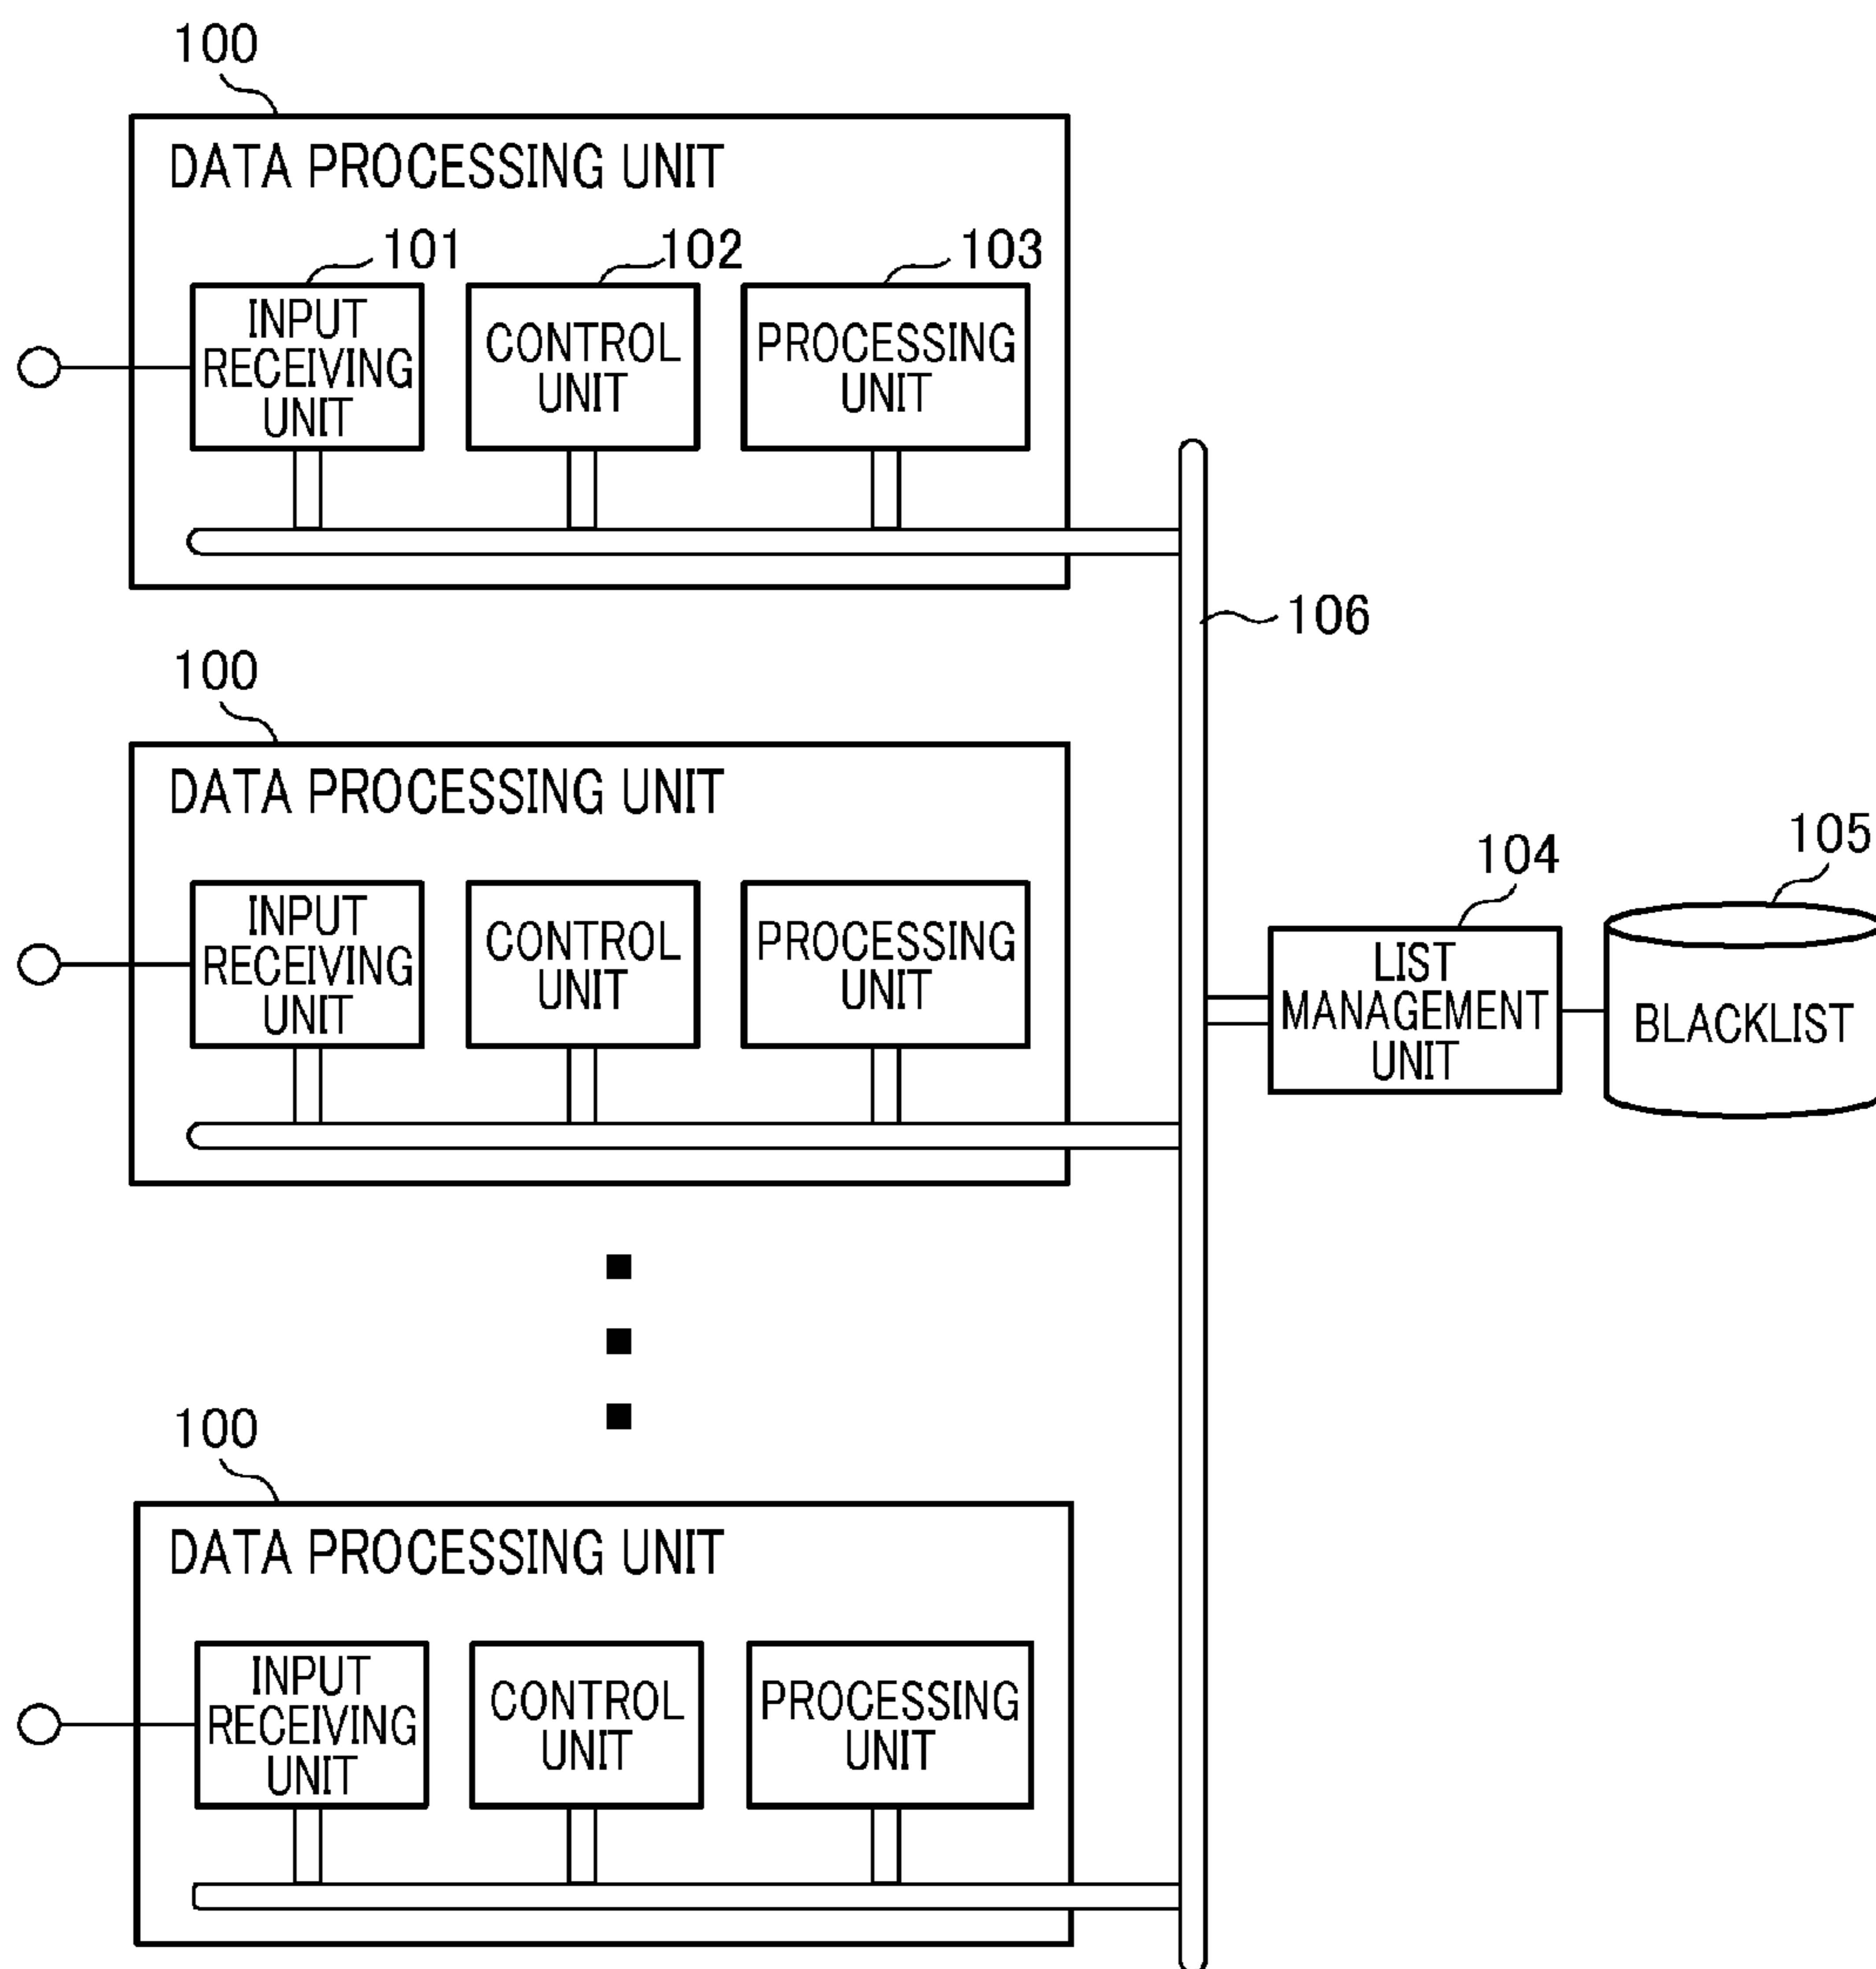 100
DATA PROCESSING UNIT
101
102
103
INPUT
RECEIVING
UNIT
CONTROL
UNIT
PROCESSING
UNIT
106
100
DATA PROCESSING UNIT
INPUT
RECEIVING
UNIT
CONTROL
UNIT
PROCESSING
UNIT
104
LIST
MANAGEMENT
UNIT
105
BLACKLIST
100
DATA PROCESSING UNIT
INPUT
RECEIVING
UNIT
CONTROL
UNIT
PROCESSING
UNIT